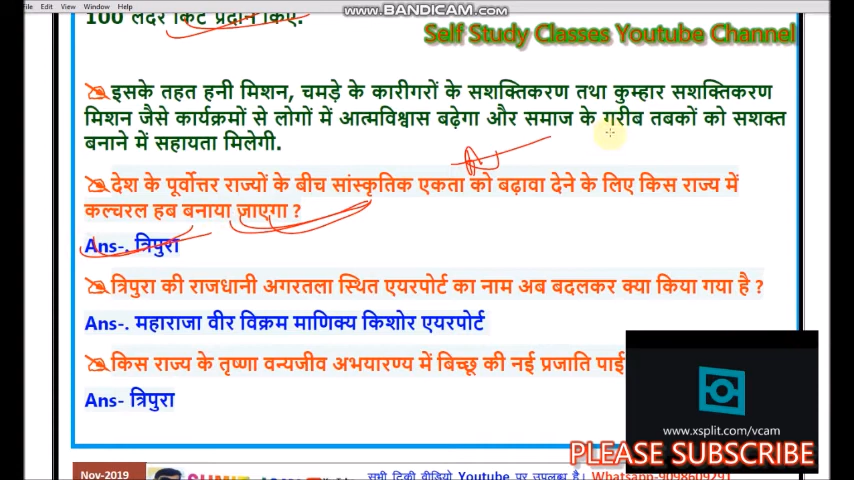 File Edit View Window Help
www.BANDICAM.com
100 लेदर किट प्रदान किए.
Self Study Classes Youtube Channel
इसके तहत हनी मिशन, चमड़े के कारीगरों के सशक्तिकरण तथा कुम्हार सशक्तिकरण
मिशन जैसे कार्यक्रमों से लोगों में आत्मविश्वास बढ़ेगा और समाज के गरीब तबकों को सशक्त
बनाने में सहायता मिलेगी.
देश के पूर्वोत्तर राज्यों के बीच सांस्कृतिक एकता को बढ़ावा देने के लिए किस राज्य में
कल्चरल हब बनाया जाएगा ?
Ans-. त्रिपुरा
त्रिपुरा की राजधानी अगरतला स्थित एयरपोर्ट का नाम अब बदलकर क्या किया गया है ?
Ans-. महाराजा वीर विक्रम माणिक्य किशोर एयरपोर्ट
किस राज्य के तृष्णा वन्यजीव अभयारण्य में बिच्छू की नई प्रजाति पाई
Ans- त्रिपुरा
www.xsplit.com/vcam
PLEASE SUBSCRIBE
Nov-2019
सभी टिकी वीडियो Youtube पर उपलब्ध है। Whatsapp-9098609291